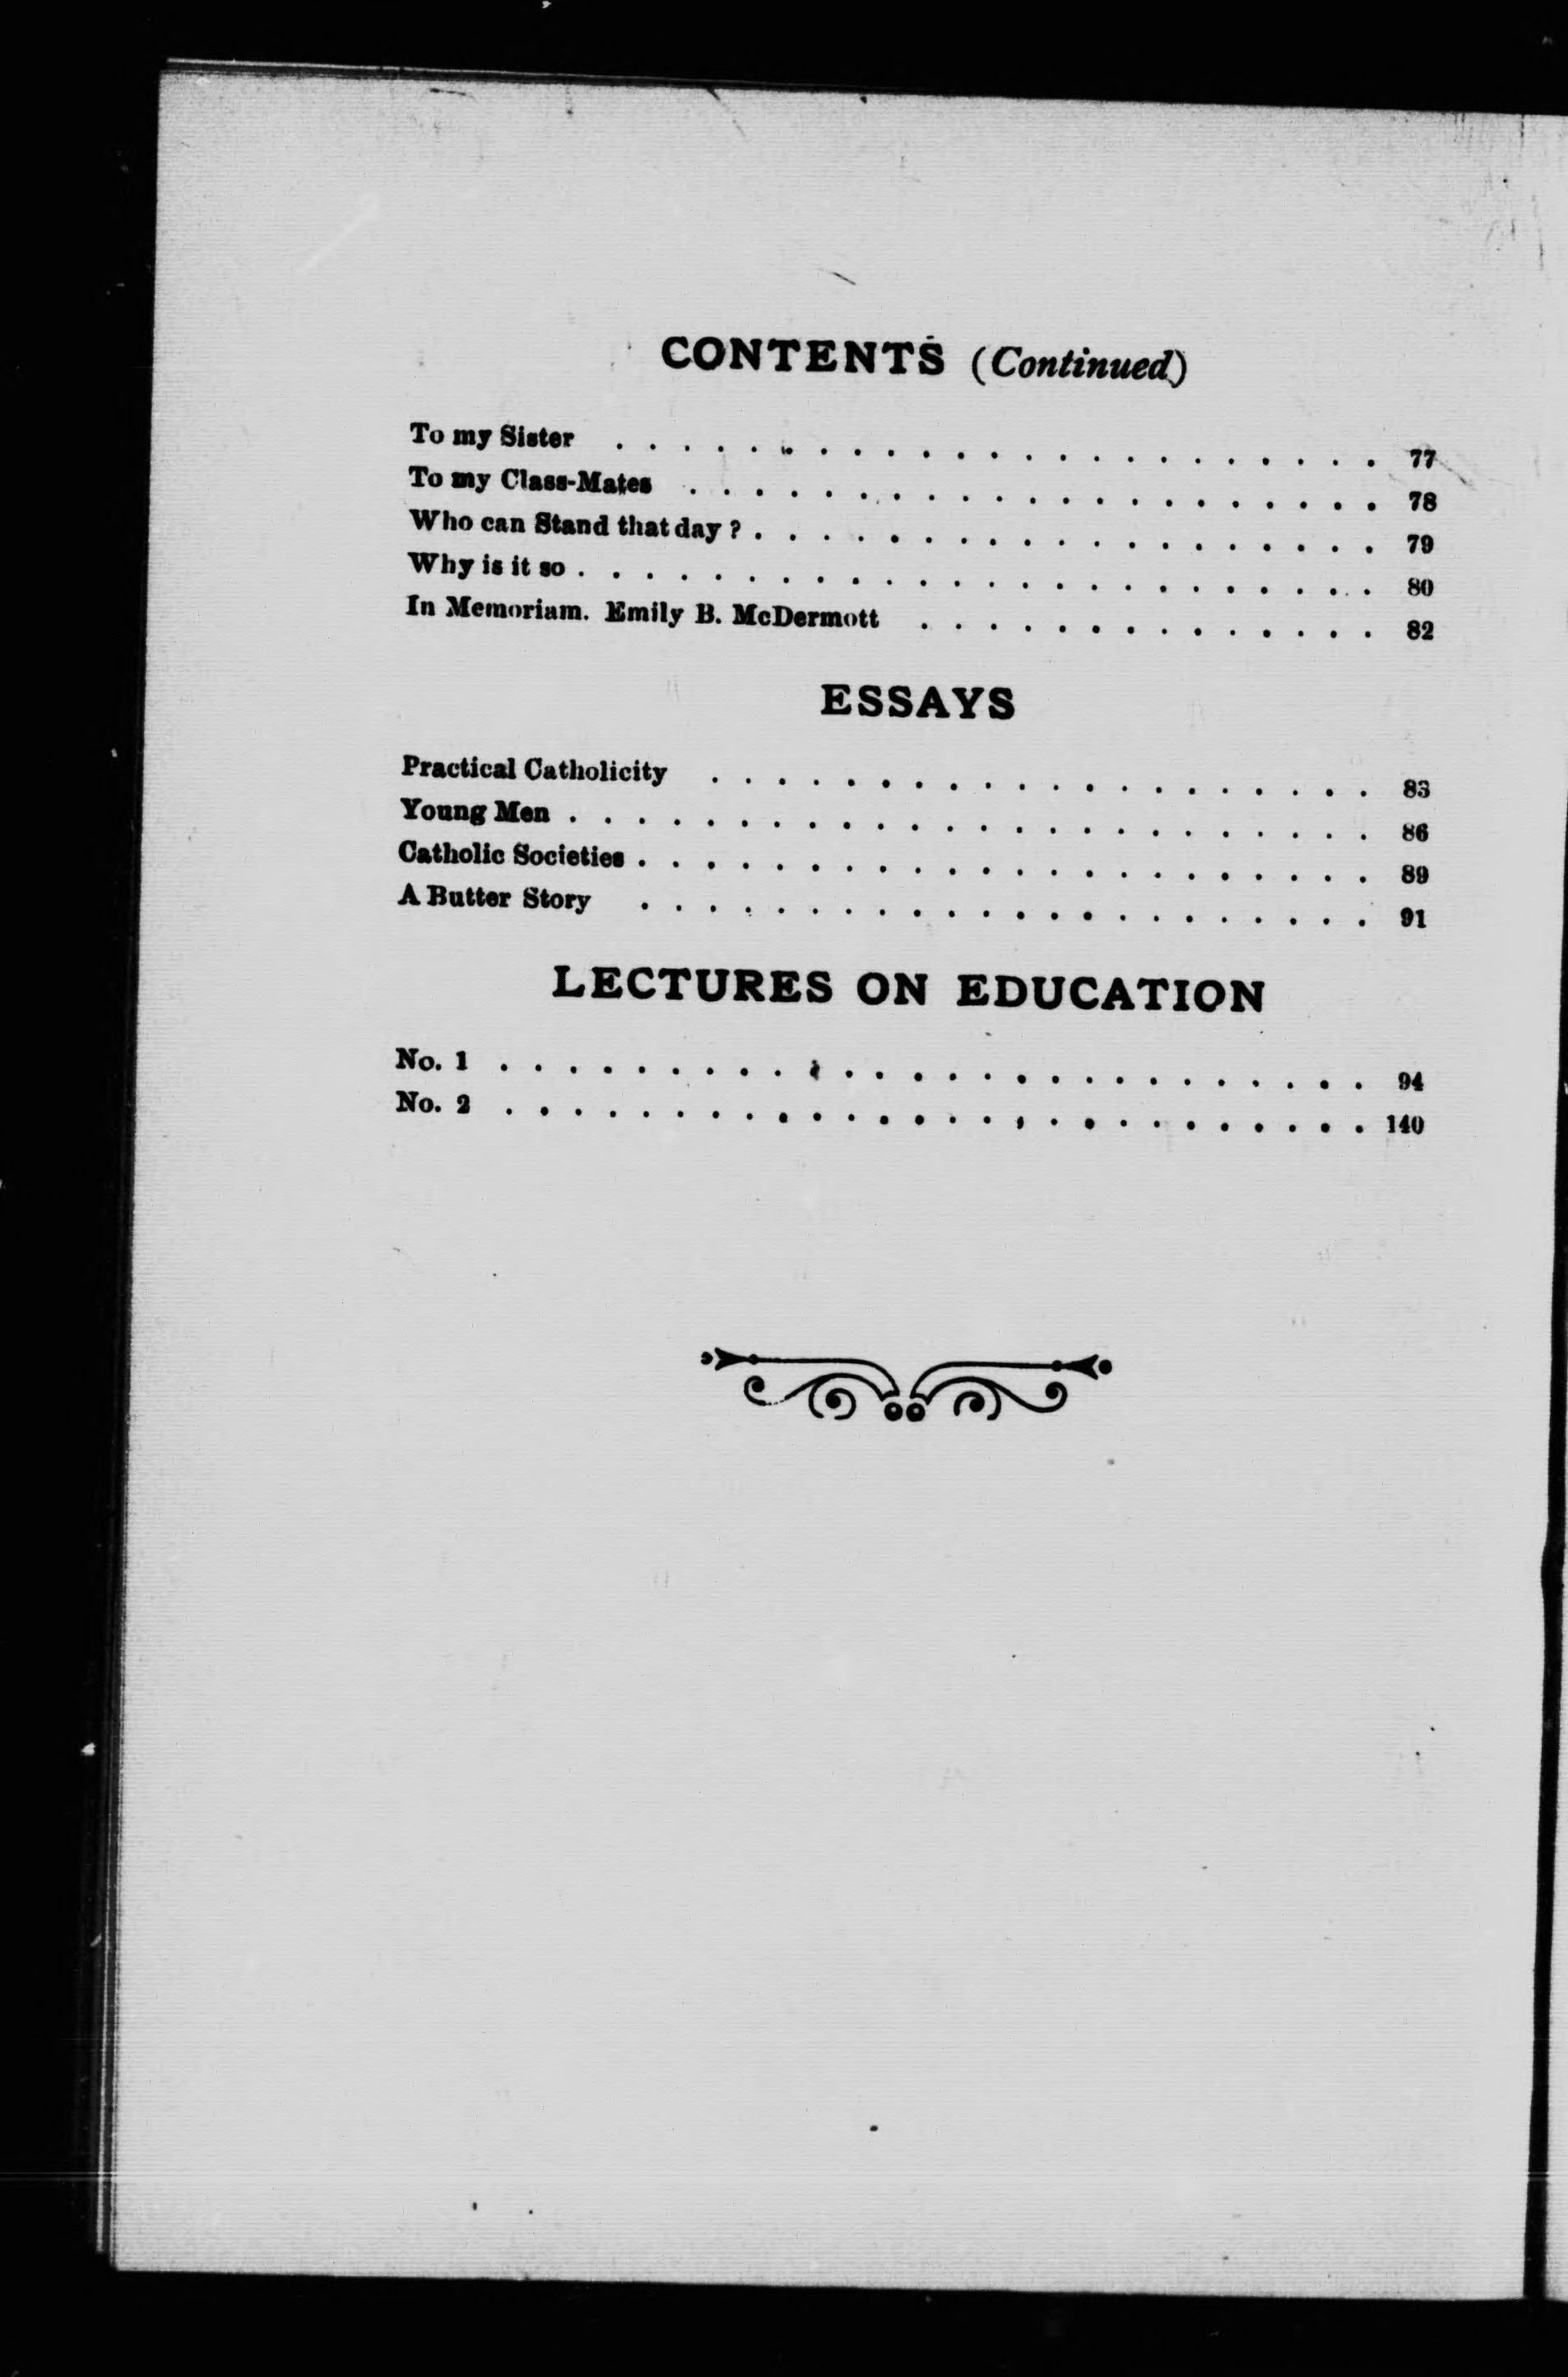 CONTENTS (Continued)
To my Sister . . . . . . . . . . . . . . . . . . . . . . . 77
To my Class-Mates . . . . . . . . . . . . . . . . . . . . . 78
Who can Stand that day ? . . . . . . . . . . . . . . . . . . . 79
Why is it so . . . . . . . . . . . . . . . . . . . . . . . . 80
In Memoriam. Emily B. McDermott . . . . . . . . . . . . . . 82
ESSAYS
Practical Catholicity . . . . . . . . . . . . . . . . . . . . 83
Young Men . . . . . . . . . . . . . . . . . . . . . . . . 86
Catholic Societies . . . . . . . . . . . . . . . . . . . . . . 89
A Butter Story . . . . . . . . . . . . . . . . . . . . . . 91
LECTURES ON EDUCATION
No. 1 . . . . . . . . . . . . . . . . . . . . . . . . . . 94
No. 2 . . . . . . . . . . . . . . . . . . . . . . . . . . 140